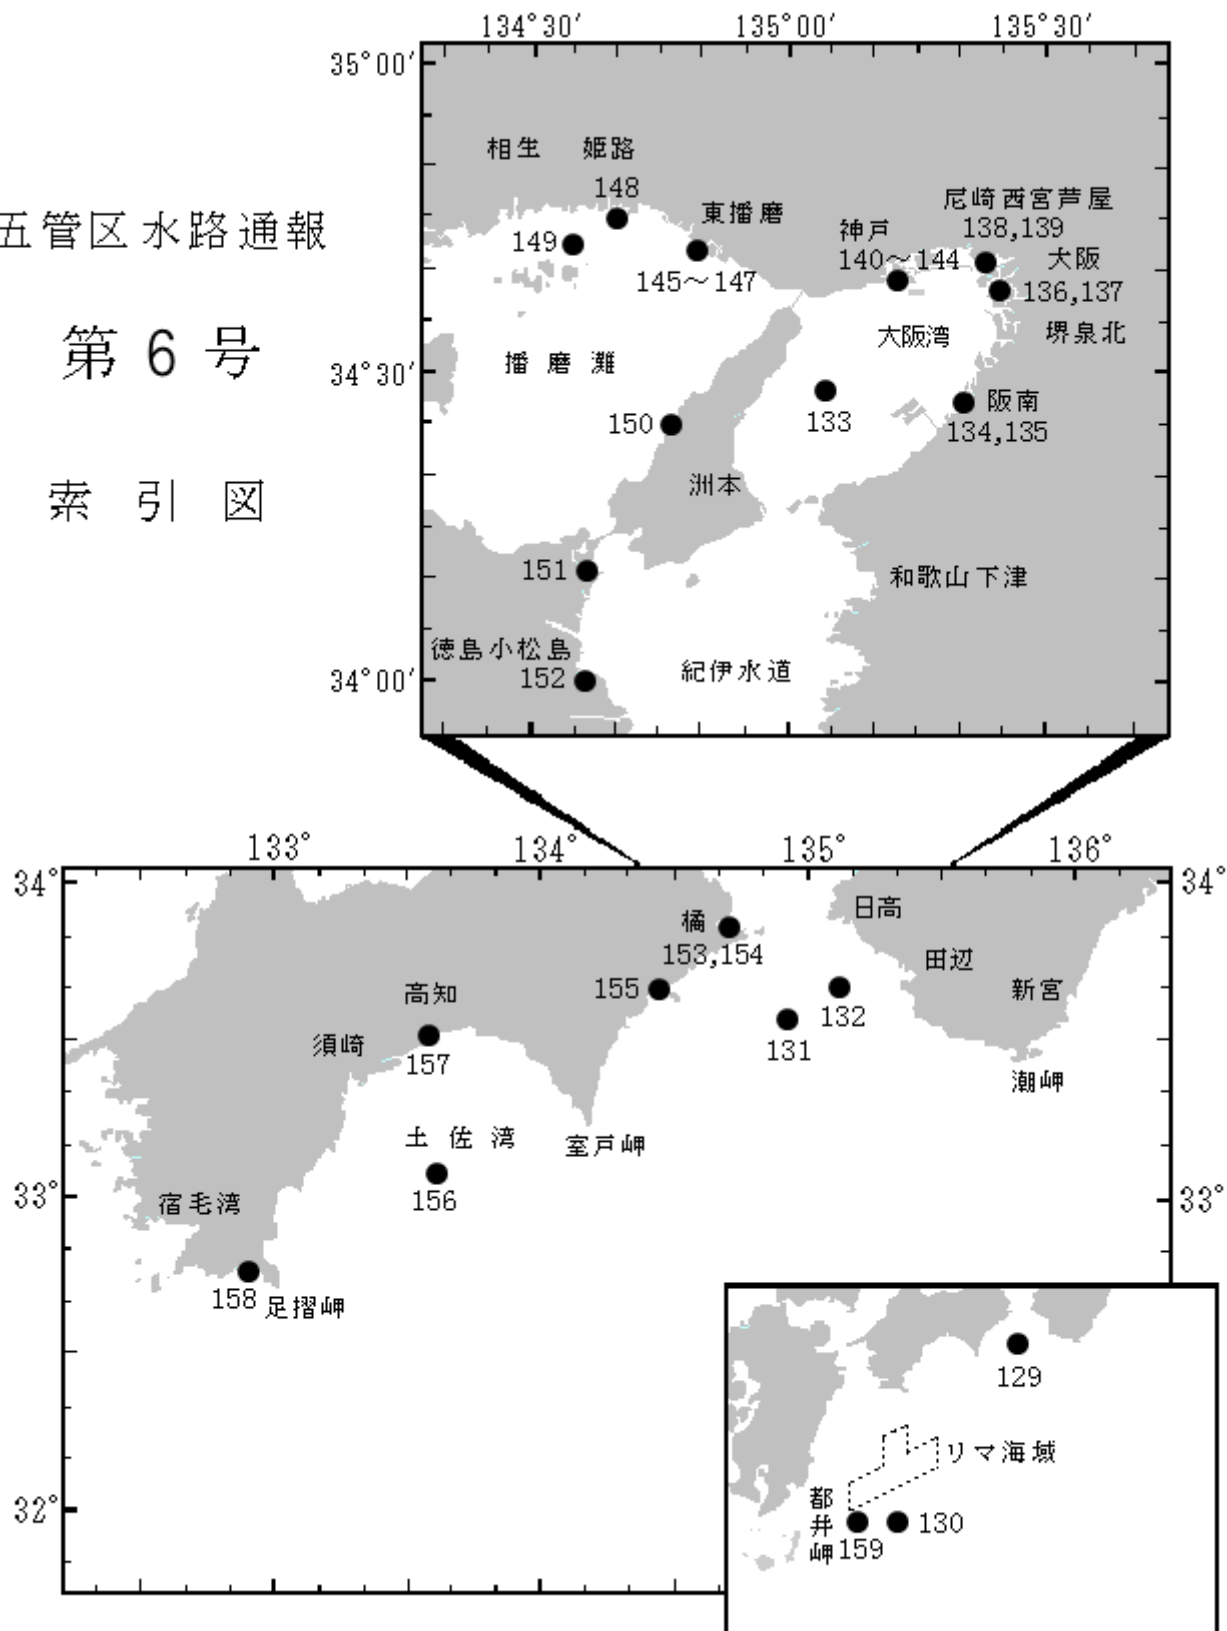 134°30′ 135°00′ 135°30′
35°00′
相生 姫路
148
149
東播磨
145～147
神戸
140～144
尼崎西宮芦屋
138,139
大阪
136,137
堺泉北
大阪湾
五管区水路通報
第 6 号
索 引 図
播 磨 灘
34°30′
133
阪南
134,135
150
洲本
151
和歌山下津
徳島小松島
152
紀伊水道
34°00′
133° 134° 135° 136°
34° 34°
橘
153,154
日高
田辺
新宮
155
132
131
潮岬
高知
須崎
157
土 佐 湾
156
室戸岬
33° 33°
宿毛湾
158
足摺岬
32°
129
リマ海域
都井岬
130
159